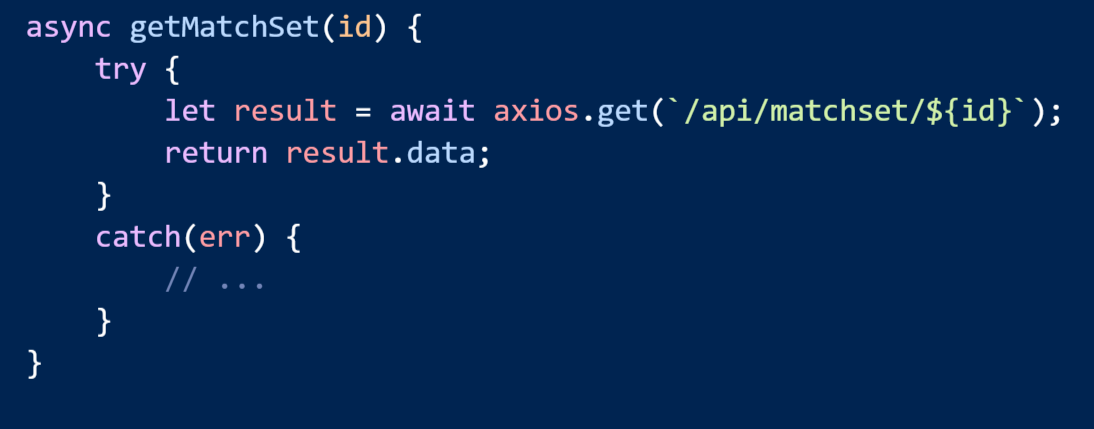 async getMatchSet(id) {
    try {
        let result = await axios.get(`/api/matchset/${id}`);
        return result.data;
    }
    catch(err) {
        // ...
    }
}